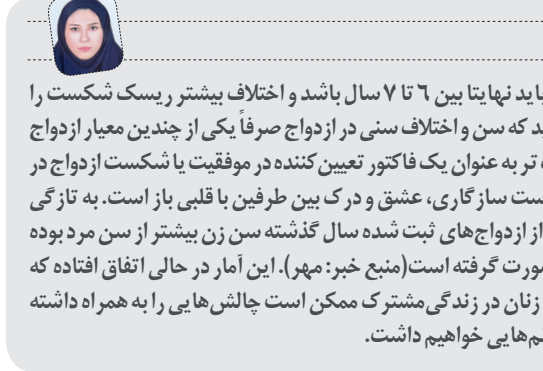 باید نهایتا بین ۶ تا ۷ سال باشد و اختلاف بیشتر ریسک شکست را
که سن و اختلاف سنی در ازدواج صرفاً یکی از چندین معیار ازدواج
تر به عنوان یک فاکتور تعیین‌کننده در موفقیت یا شکست ازدواج در
سازگاری، عشق و درک بین طرفین با قلبی باز است. به تازگی
از ازدواج‌های ثبت شده سال گذشته سن زن بیشتر از سن مرد بوده
گرفته است(منبع خبر: مهر). این آمار در حالی اتفاق افتاده که
زنان در زندگی‌مشترک ممکن است چالش‌هایی را به همراه داشته
خواهیم داشت.